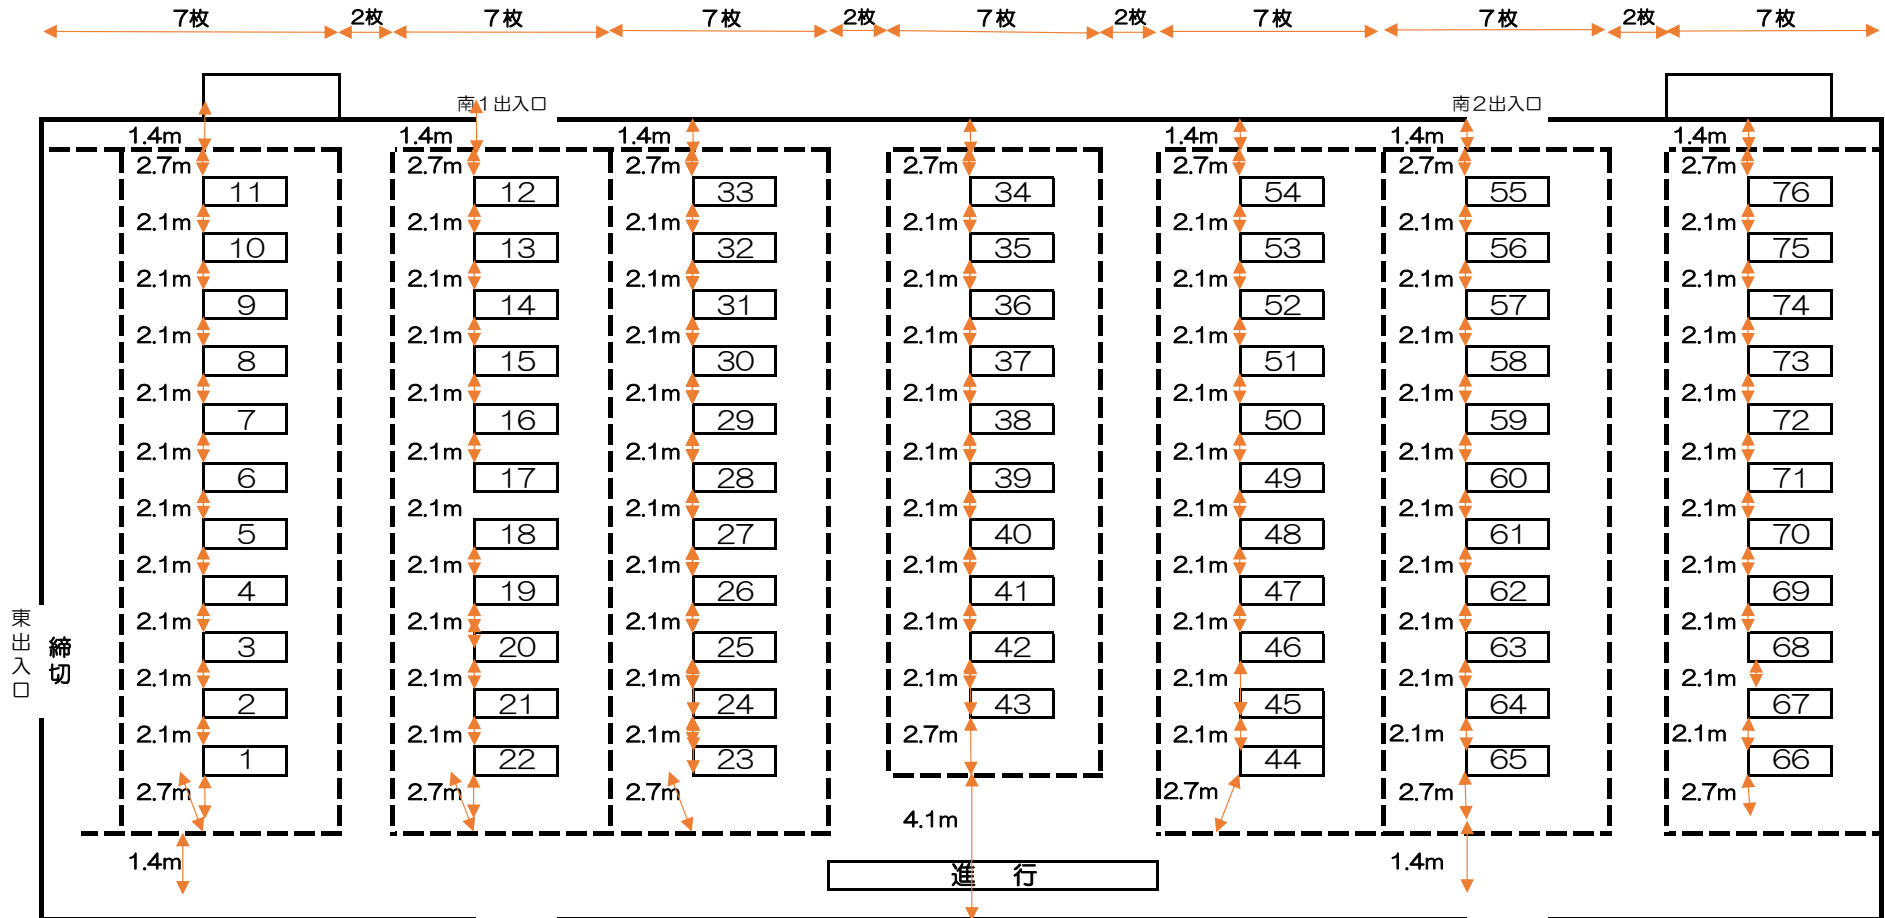 ７枚 2枚 ７枚 ７枚 2枚 ７枚 2枚 ７枚 ７枚 2枚 ７枚
南１出入口 南２出入口
1.4m 1.4m 1.4m 1.4m 1.4m 1.4m
2.7m 2.7m 2.7m 2.7m 2.7m 2.7m 2.7m
11 12 33 34 54 55 76
2.1m 2.1m 2.1m 2.1m 2.1m 2.1m 2.1m
10 13 32 35 53 56 75
2.1m 2.1m 2.1m 2.1m 2.1m 2.1m 2.1m
9 14 31 36 52 57 74
2.1m 2.1m 2.1m 2.1m 2.1m 2.1m 2.1m
8 15 30 37 51 58 73
2.1m 2.1m 2.1m 2.1m 2.1m 2.1m 2.1m
7 16 29 38 50 59 72
2.1m 2.1m 2.1m 2.1m 2.1m 2.1m 2.1m
6 17 28 39 49 60 71
2.1m 2.1m 2.1m 2.1m 2.1m 2.1m 2.1m
5 18 27 40 48 61 70
2.1m 2.1m 2.1m 2.1m 2.1m 2.1m 2.1m
4 19 26 41 47 62 69
2.1m 2.1m 2.1m 2.1m 2.1m 2.1m 2.1m
東出入口
締切
3 20 25 42 46 63 68
2.1m 2.1m 2.1m 2.1m 2.1m 2.1m 2.1m
2 21 24 43 45 64 67
2.1m 2.1m 2.1m 2.7m 2.1m 2.1m 2.1m
1 22 23 44 65 66
2.7m 2.7m 2.7m 2.7m 2.7m 2.7m
4.1m
1.4m 1.4m
進　行